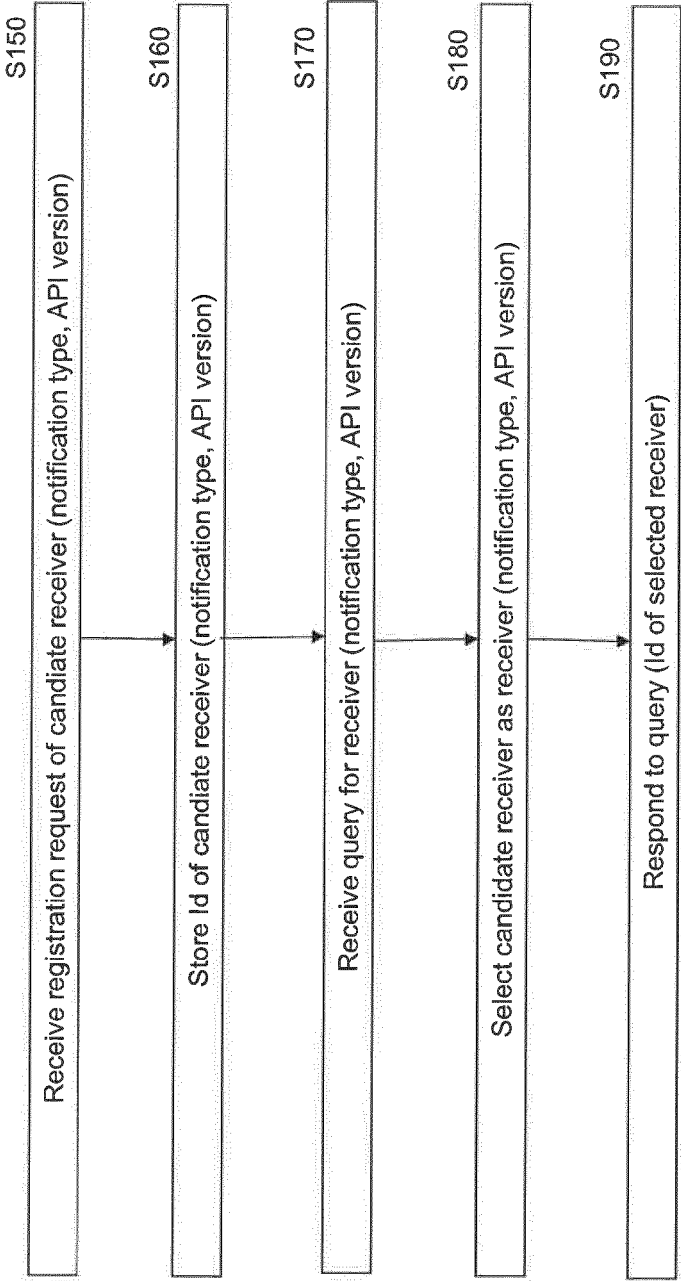 S150
Receive registration request of candiate receiver (notification type, API version)
S160
Store Id of candiate receiver (notification type, API version)
S170
Receive query for receiver (notification type, API version)
S180
Select candidate receiver as receiver (notification type, API version)
S190
Respond to query (Id of selected receiver)